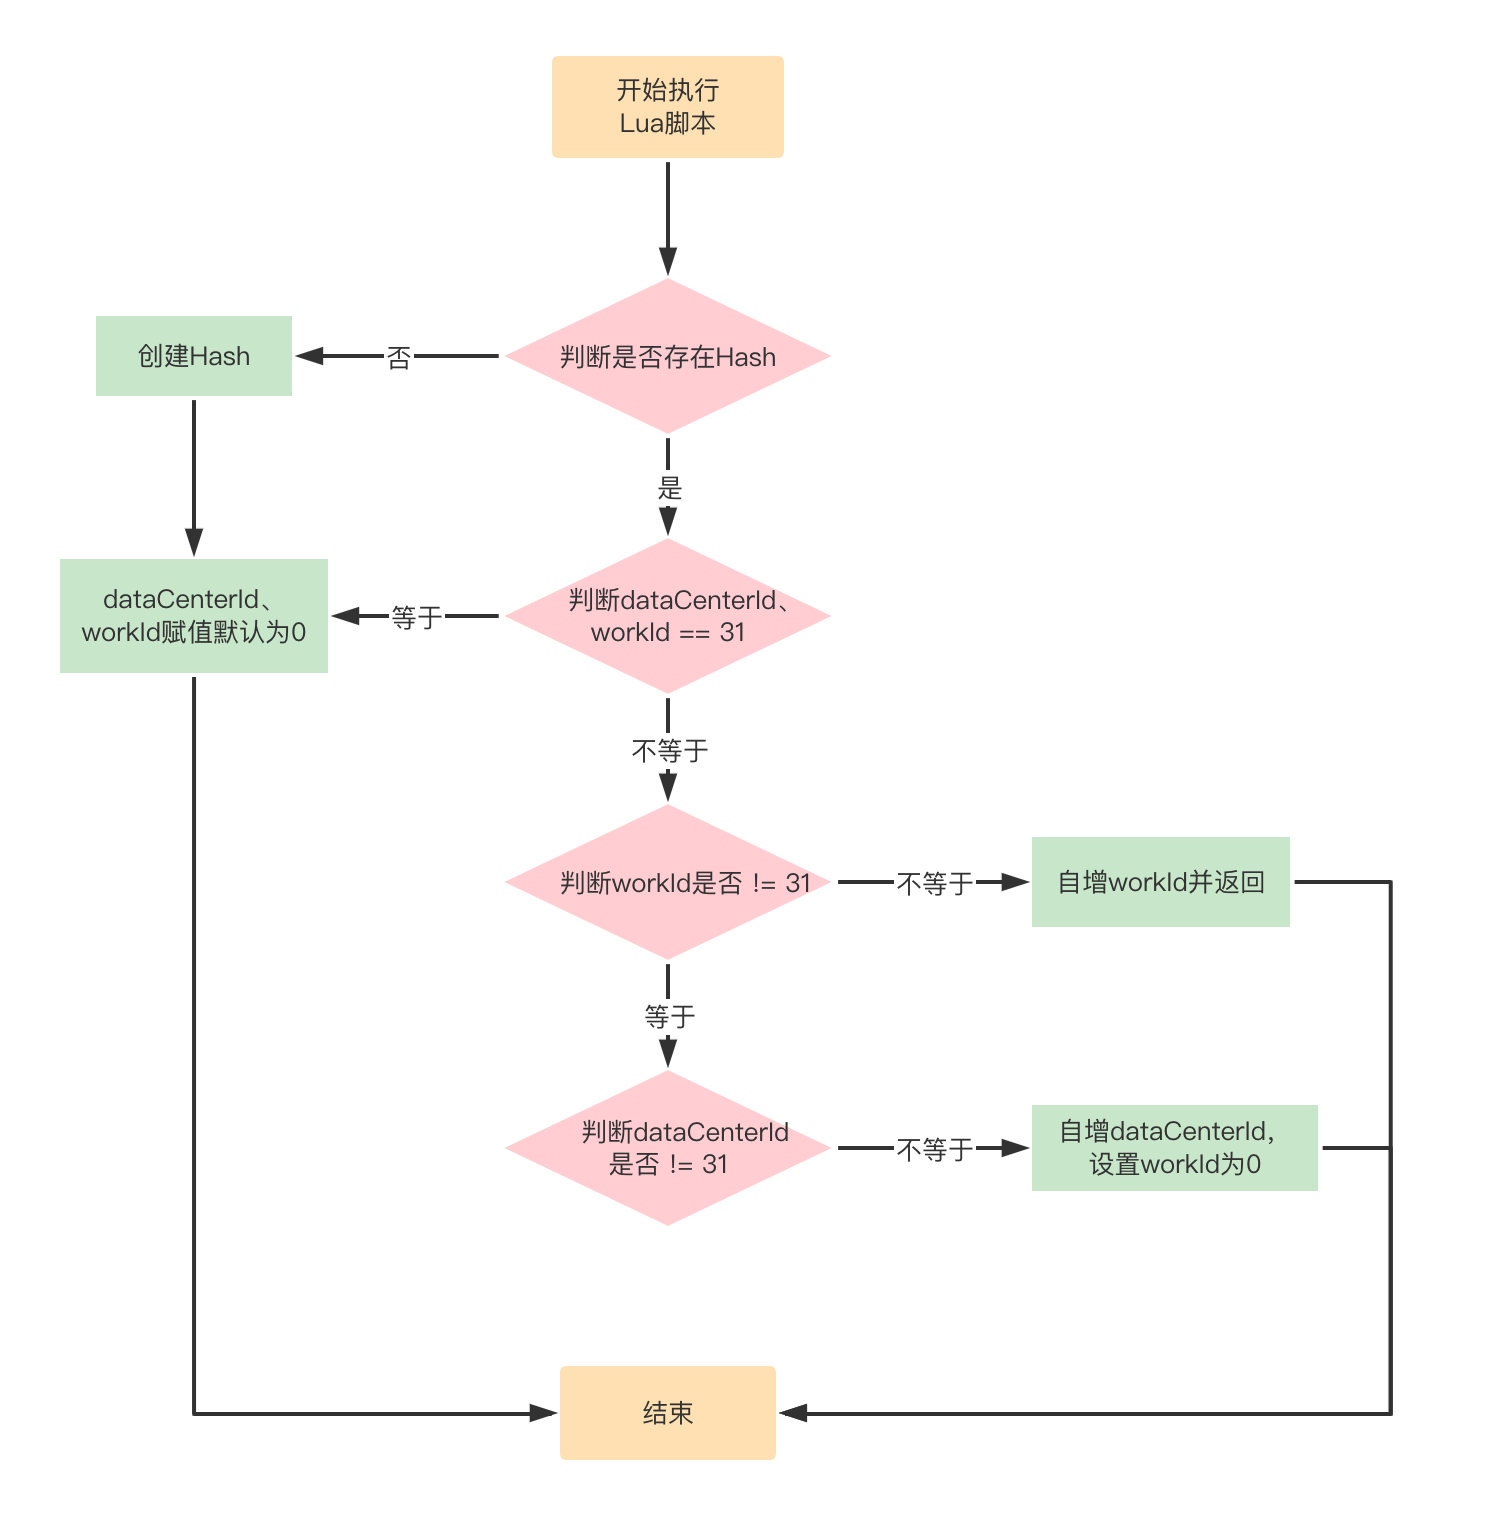 开始执行
Lua脚本
判断是否存在Hash
否
创建Hash
是
判断dataCenterId、
workId == 31
等于
dataCenterId、
workId赋值默认为0
不等于
判断workId是否 != 31
不等于
自增workId并返回
等于
判断dataCenterId
是否 != 31
不等于
自增dataCenterId，
设置workId为0
结束